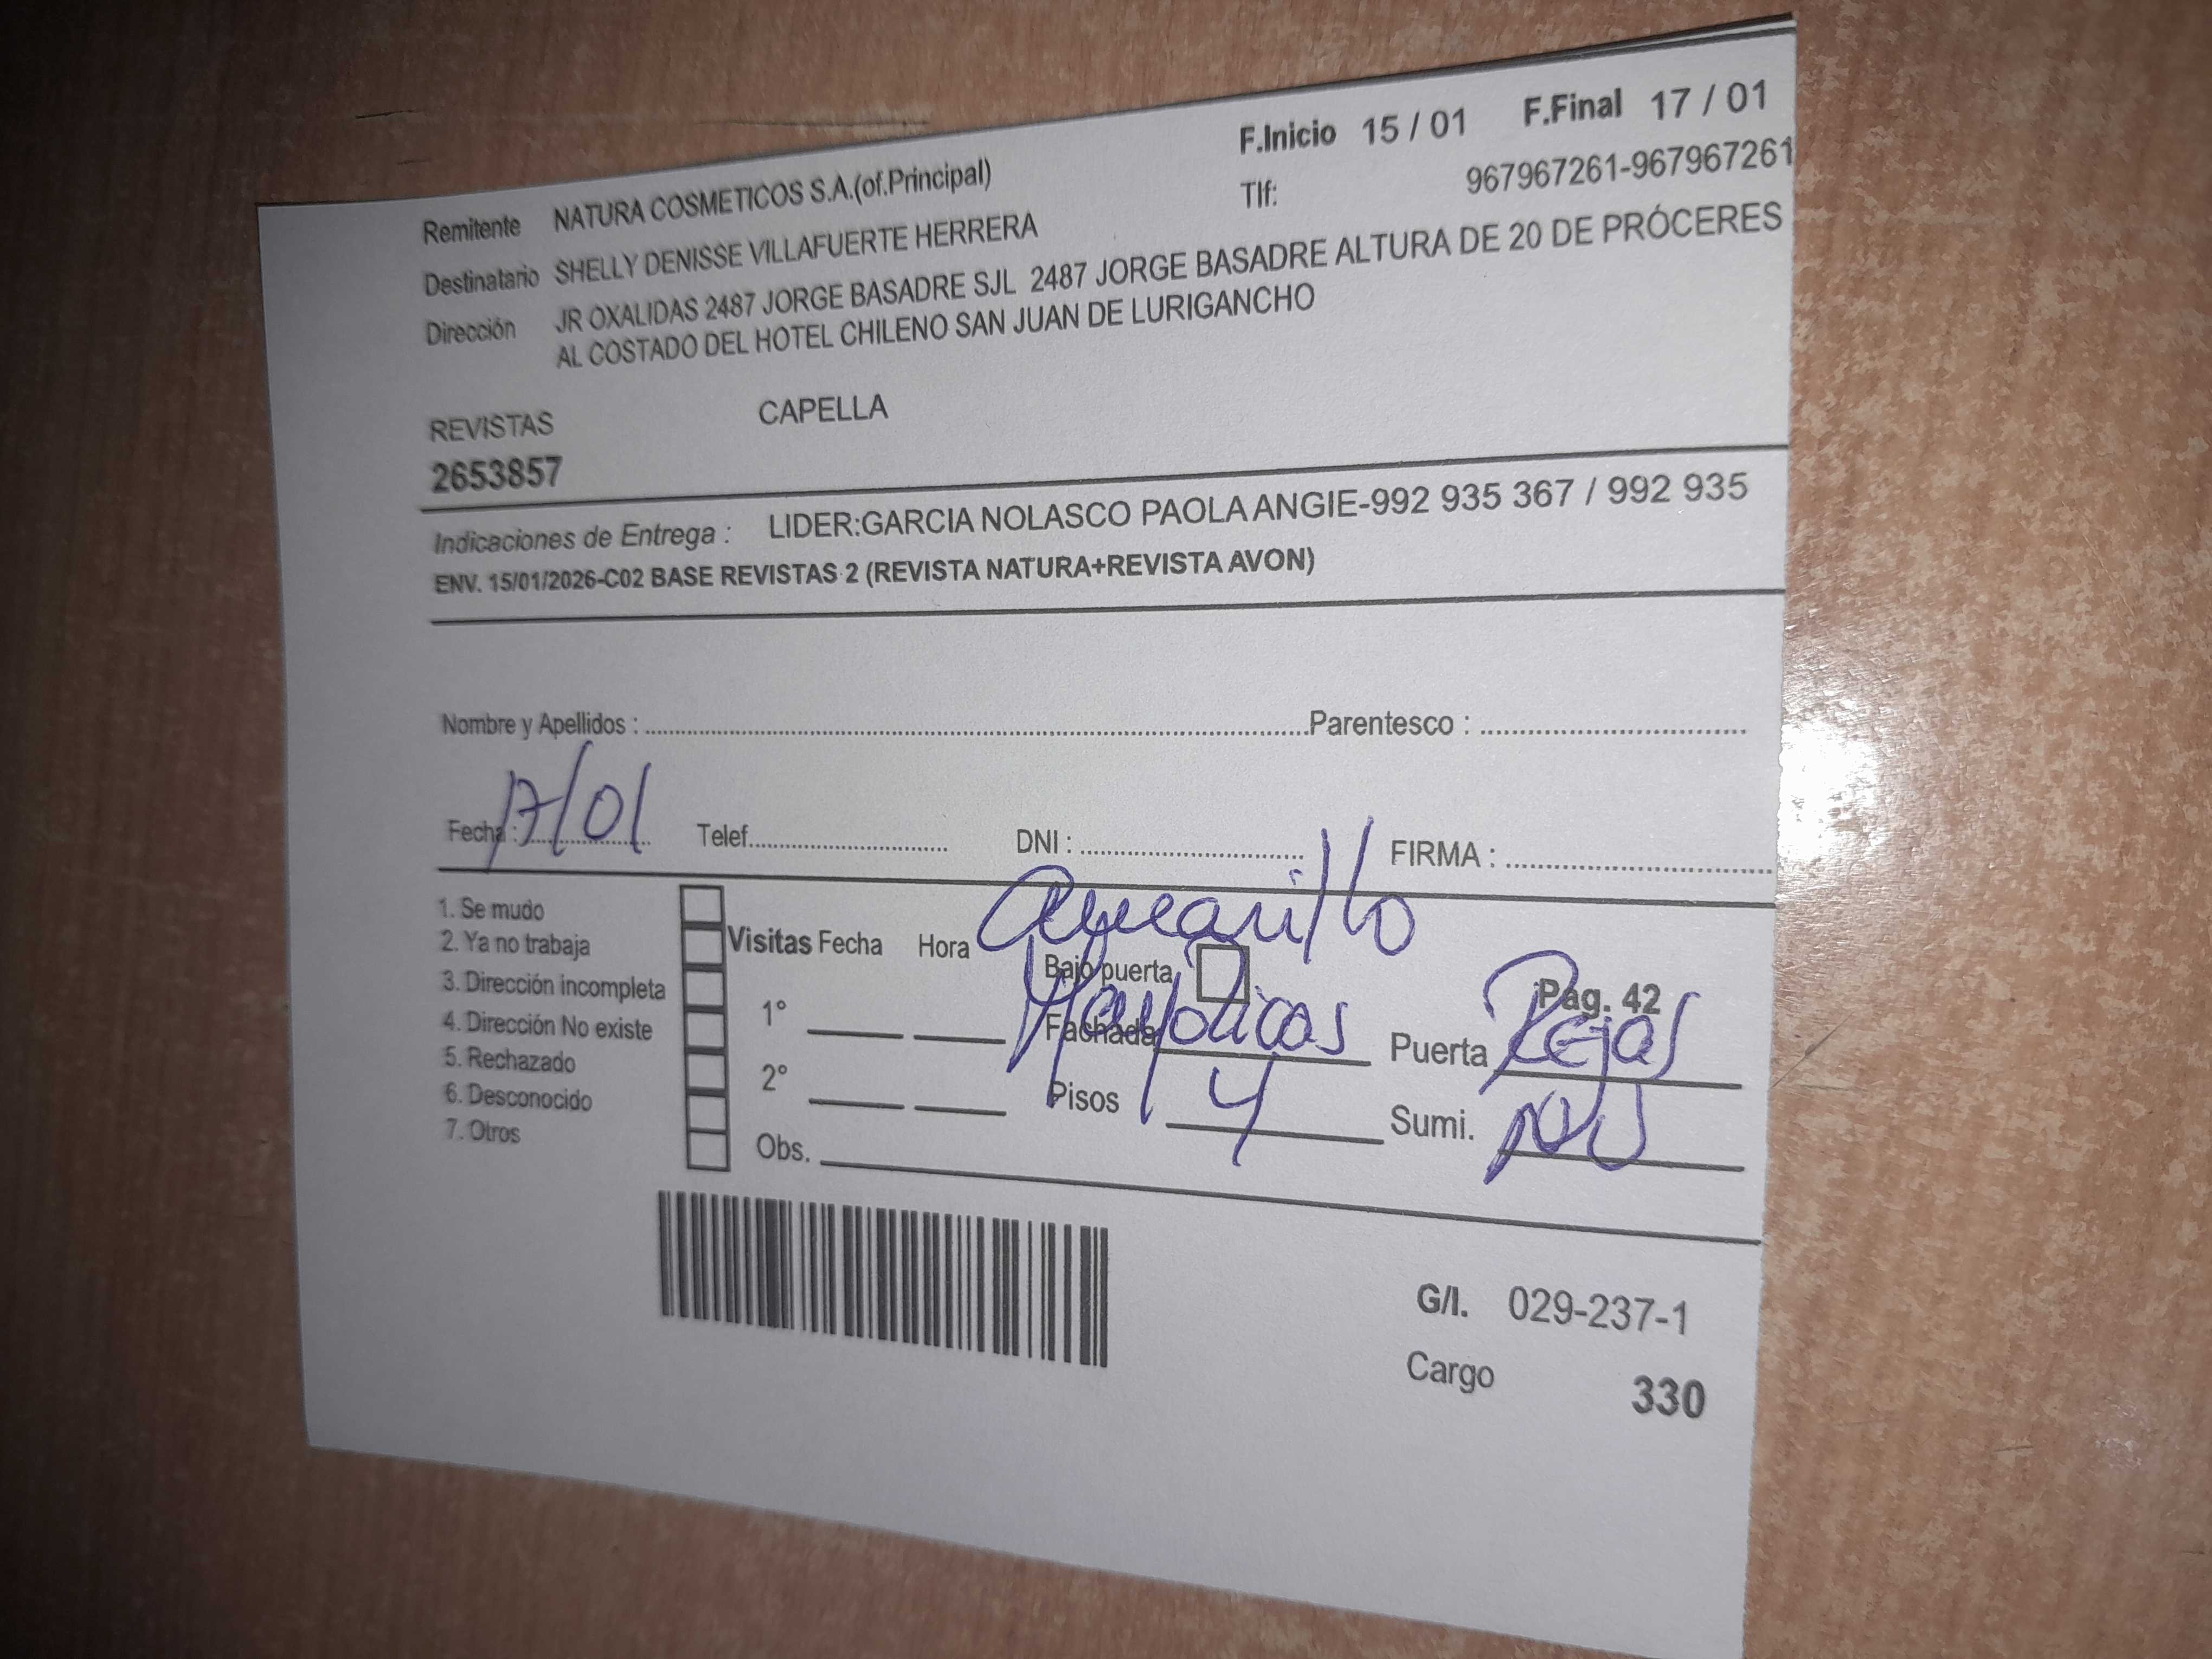 F.Inicio 15 / 01 F.Final 17 / 01
Remitente NATURA COSMETICOS S.A.(of.Principal) Tlf: 967967261-967967261
Destinatario SHELLY DENISSE VILLAFUERTE HERRERA
Dirección JR OXALIDAS 2487 JORGE BASADRE SJL 2487 JORGE BASADRE ALTURA DE 20 DE PRÓCERES
AL COSTADO DEL HOTEL CHILENO SAN JUAN DE LURIGANCHO
REVISTAS CAPELLA
2653857
Indicaciones de Entrega : LIDER:GARCIA NOLASCO PAOLA ANGIE-992 935 367 / 992 935
ENV. 15/01/2026-C02 BASE REVISTAS 2 (REVISTA NATURA+REVISTA AVON)
Nombre y Apellidos : Parentesco :
Fecha : 17/01 Telef. DNI : FIRMA :
Amarillo
1. Se mudo
2. Ya no trabaja Visitas Fecha Hora Bajo puerta
3. Dirección incompleta Pag. 42
4. Dirección No existe 1° Fachada Mayolicas Puerta Rejas
5. Rechazado
6. Desconocido 2° Pisos 4 Sumi.
7. Otros Obs.
G/I. 029-237-1
Cargo 330